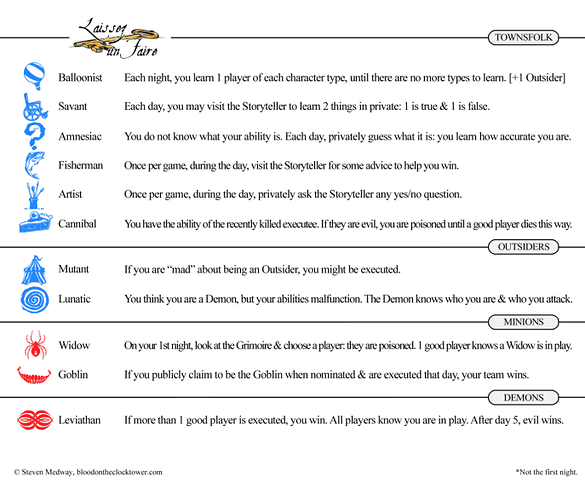 Laissez un Faire
TOWNSFOLK
Balloonist Each night, you learn 1 player of each character type, until there are no more types to learn. [+1 Outsider]
Savant Each day, you may visit the Storyteller to learn 2 things in private: 1 is true & 1 is false.
Amnesiac You do not know what your ability is. Each day, privately guess what it is: you learn how accurate you are.
Fisherman Once per game, during the day, visit the Storyteller for some advice to help you win.
Artist Once per game, during the day, privately ask the Storyteller any yes/no question.
Cannibal You have the ability of the recently killed executee. If they are evil, you are poisoned until a good player dies this way.
OUTSIDERS
Mutant If you are “mad” about being an Outsider, you might be executed.
Lunatic You think you are a Demon, but your abilities malfunction. The Demon knows who you are & who you attack.
MINIONS
Widow On your 1st night, look at the Grimoire & choose a player: they are poisoned. 1 good player knows a Widow is in play.
Goblin If you publicly claim to be the Goblin when nominated & are executed that day, your team wins.
DEMONS
Leviathan If more than 1 good player is executed, you win. All players know you are in play. After day 5, evil wins.
© Steven Medway, bloodontheclocktower.com *Not the first night.